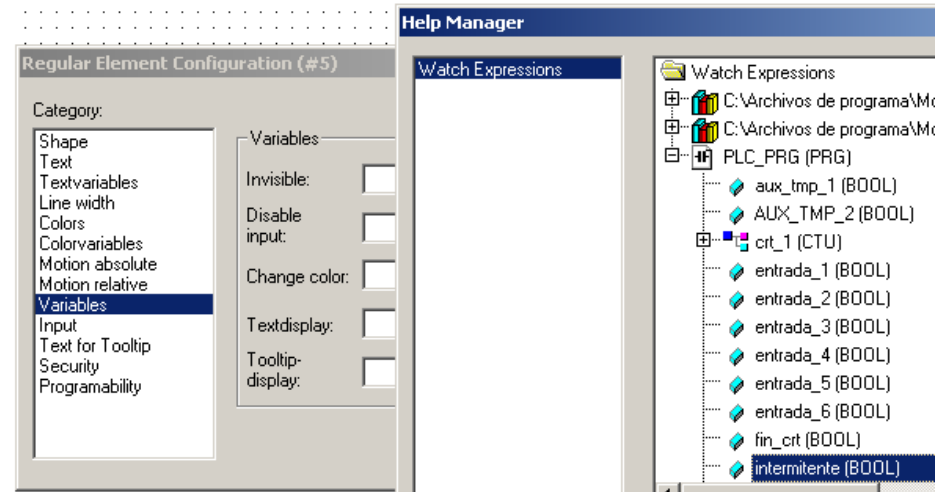 Help Manager
Regular Element Configuration (#5)
Category:
Shape
Text
Textvariables
Line width
Colors
Colorvariables
Motion absolute
Motion relative
Variables
Input
Text for Tooltip
Security
Programability
Variables
Invisible:
Disable
input:
Change color:
Textdisplay:
Tooltip-
display:
Watch Expressions
Watch Expressions
C:\Archivos de programa\Mo
C:\Archivos de programa\Mo
PLC_PRG (PRG)
aux_tmp_1 (BOOL)
AUX_TMP_2 (BOOL)
crt_1 (CTU)
entrada_1 (BOOL)
entrada_2 (BOOL)
entrada_3 (BOOL)
entrada_4 (BOOL)
entrada_5 (BOOL)
entrada_6 (BOOL)
fin_crt (BOOL)
intermitente (BOOL)